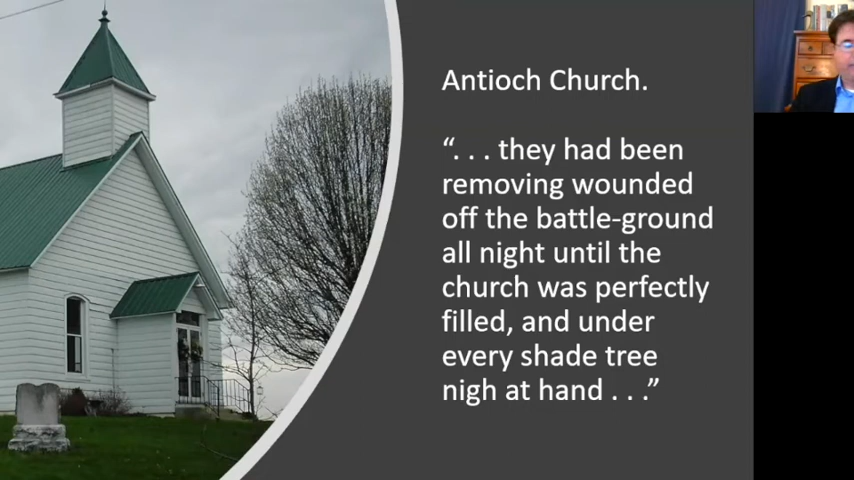 Antioch Church.
“. . . they had been
removing wounded
off the battle-ground
all night until the
church was perfectly
filled, and under
every shade tree
nigh at hand . . .”